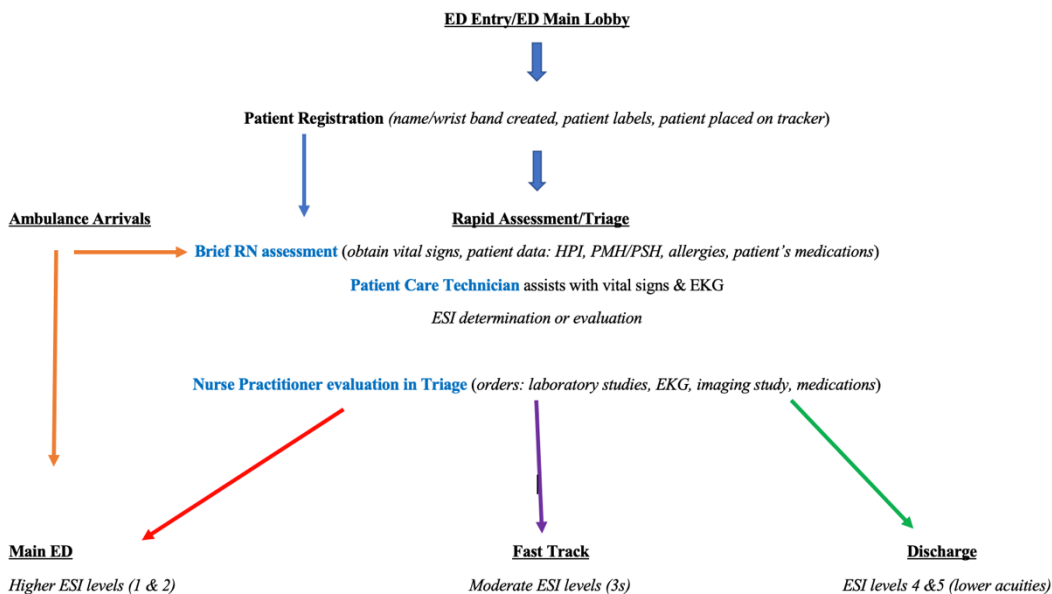 ED Entry/ED Main Lobby
Patient Registration (name/wrist band created, patient labels, patient placed on tracker)
Ambulance Arrivals
Rapid Assessment/Triage
Brief RN assessment (obtain vital signs, patient data: HPI, PMH/PSH, allergies, patient's medications)
Patient Care Technician assists with vital signs & EKG
ESI determination or evaluation
Nurse Practitioner evaluation in Triage (orders: laboratory studies, EKG, imaging study, medications)
Main ED
Higher ESI levels (1 & 2)
Fast Track
Moderate ESI levels (3s)
Discharge
ESI levels 4 &5 (lower acuities)